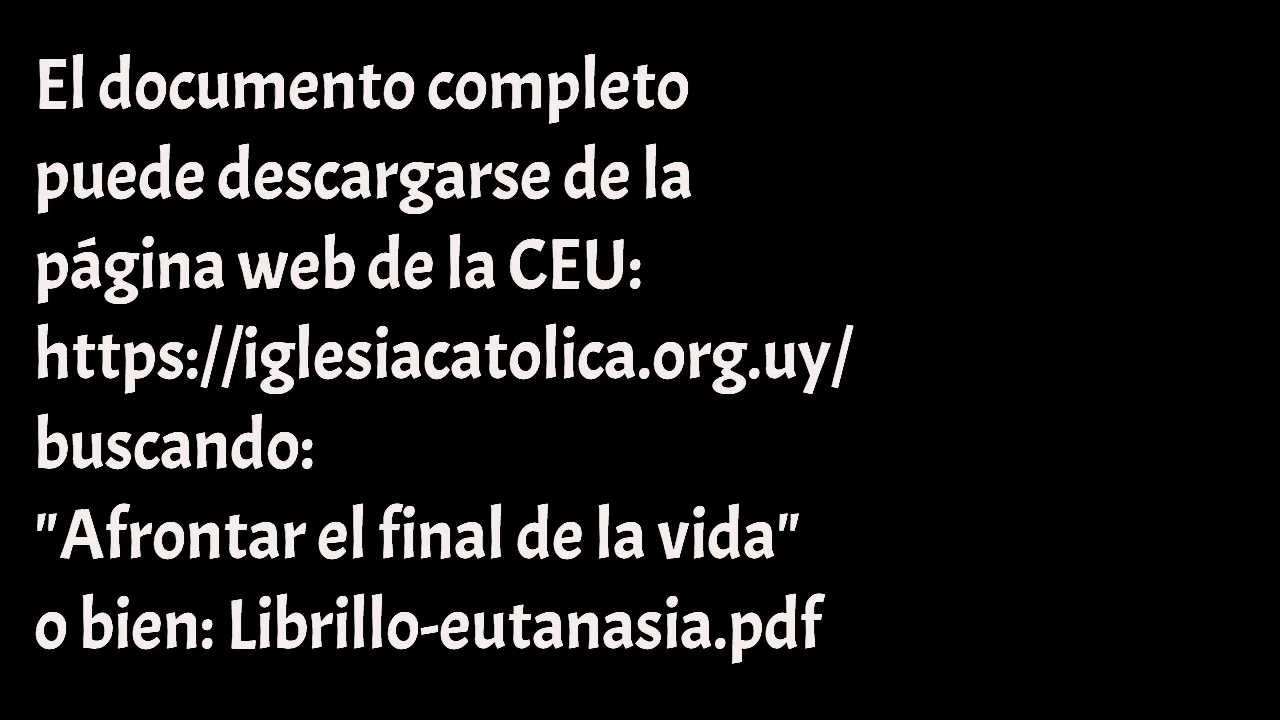 El documento completo
puede descargarse de la
página web de la CEU:
https://iglesiacatolica.org.uy/
buscando:
"Afrontar el final de la vida"
o bien: Librillo-eutanasia.pdf